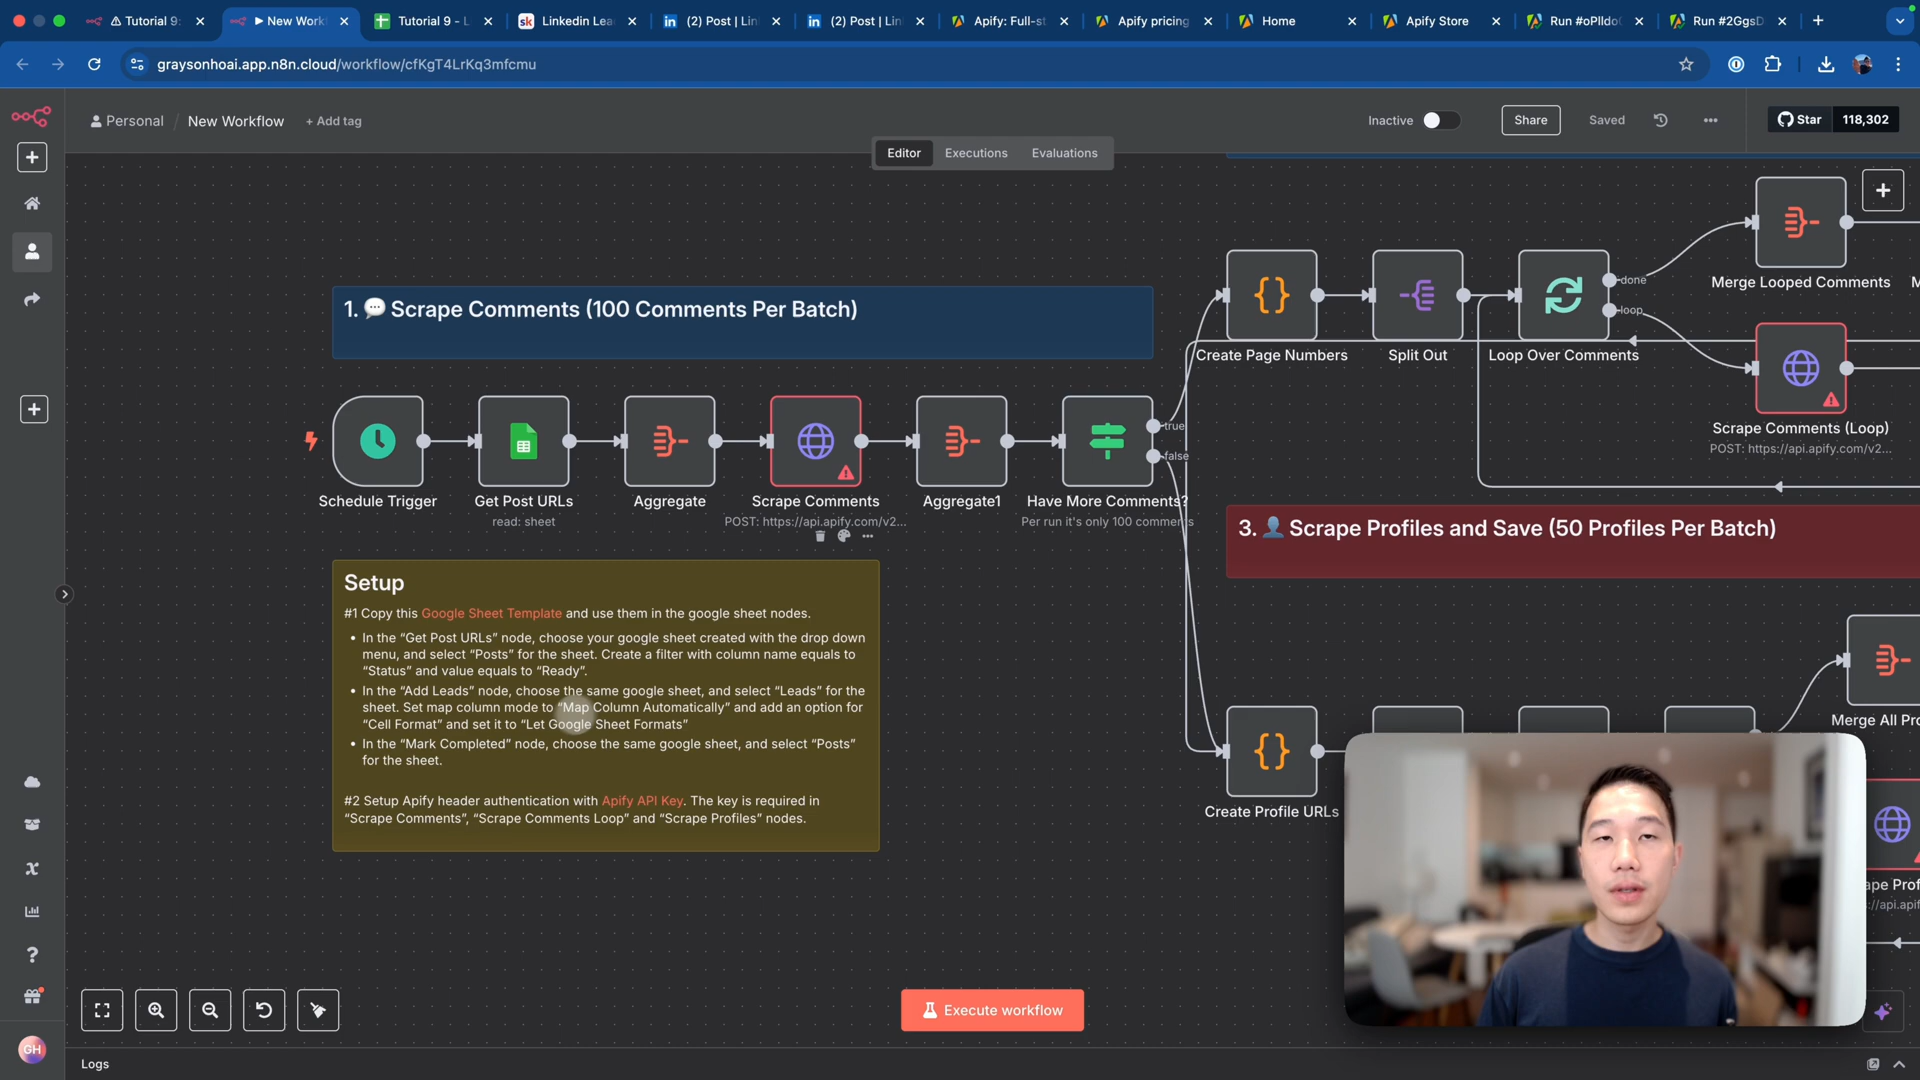 Tutorial 9:
New Work
Tutorial 9 - L
Linkedin Lea
(2) Post | Lin
(2) Post | Lin
Apify: Full-st
Apify pricing
Home
Apify Store
Run #oPlldo
Run #2GgsD
graysonhoai.app.n8n.cloud/workflow/cfKgT4LrKq3mfcmu
Personal / New Workflow + Add tag
Inactive
Share
Saved
Star 118,302
Editor Executions Evaluations
1. 💬 Scrape Comments (100 Comments Per Batch)
Schedule Trigger
Get Post URLs
read: sheet
Aggregate
Scrape Comments
POST: https://api.apify.com/v2...
Aggregate1
Have More Comments?
Per run it's only 100 comments
true
false
Create Page Numbers
Split Out
Loop Over Comments
done
loop
Merge Looped Comments
M
Scrape Comments (Loop)
POST: https://api.apify.com/v2...
3. 👤 Scrape Profiles and Save (50 Profiles Per Batch)
Create Profile URLs
Merge All Pro
ape Prof
://api.apif
Setup
#1 Copy this Google Sheet Template and use them in the google sheet nodes.
• In the “Get Post URLs” node, choose your google sheet created with the drop down
menu, and select “Posts” for the sheet. Create a filter with column name equals to
“Status” and value equals to “Ready”.
• In the “Add Leads” node, choose the same google sheet, and select “Leads” for the
sheet. Set map column mode to “Map Column Automatically” and add an option for
“Cell Format” and set it to “Let Google Sheet Formats”
• In the “Mark Completed” node, choose the same google sheet, and select “Posts”
for the sheet.
#2 Setup Apify header authentication with Apify API Key. The key is required in
“Scrape Comments”, “Scrape Comments Loop” and “Scrape Profiles” nodes.
Execute workflow
GH
Logs